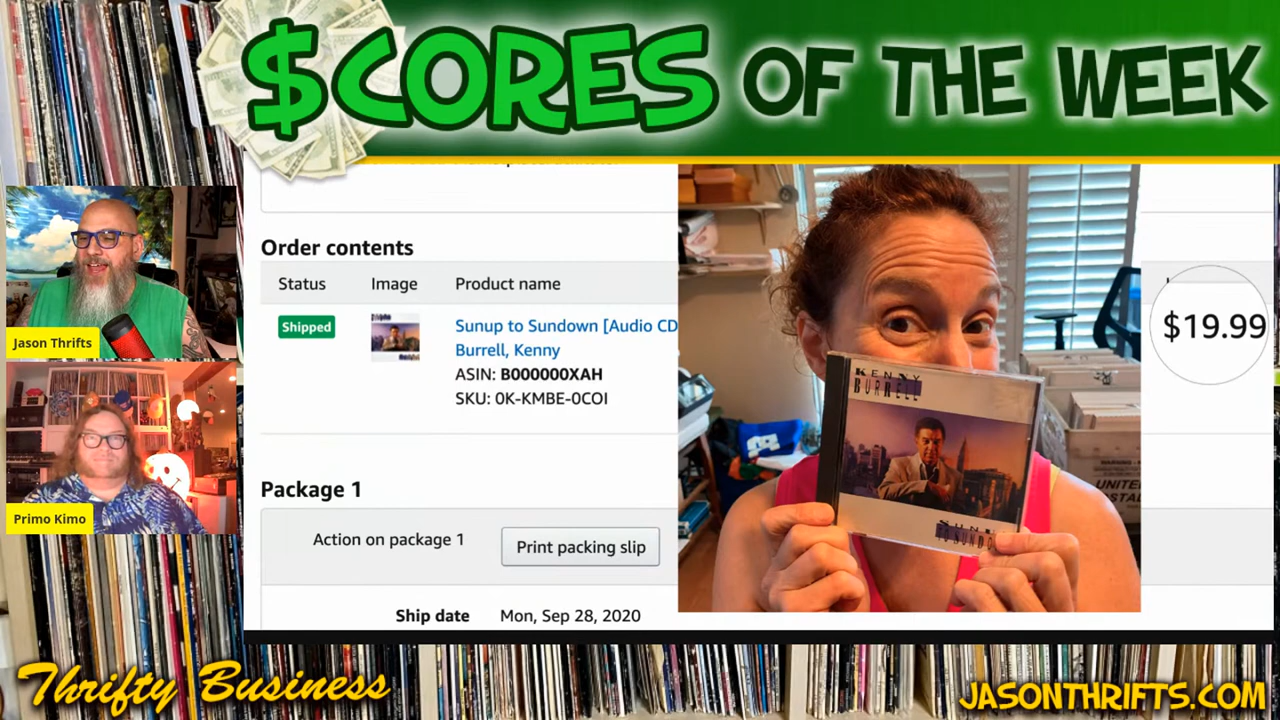 $CORES OF THE WEEK
Order contents
Status Image Product name
Shipped
Sunup to Sundown [Audio CD
Burrell, Kenny
ASIN: B000000XAH
SKU: 0K-KMBE-0COI
$19.99
KENNY
BURRELL
Jason Thrifts
Primo Kimo
Package 1
Action on package 1
Print packing slip
Ship date Mon, Sep 28, 2020
WARNING
UNITE
Thrifty Business
JASONTHRIFTS.COM